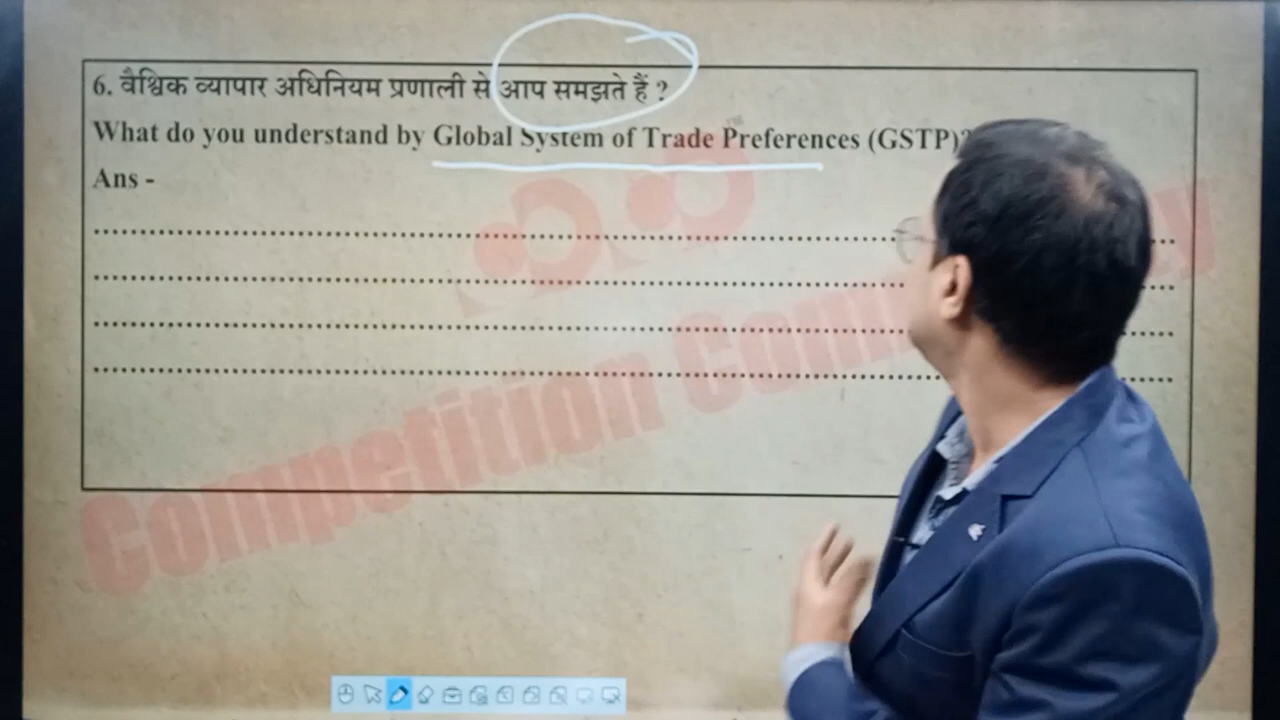 6. वैश्विक व्यापार अधिनियम प्रणाली से आप समझते हैं ?
What do you understand by Global System of Trade Preferences (GSTP)?
Ans -
Competition Com